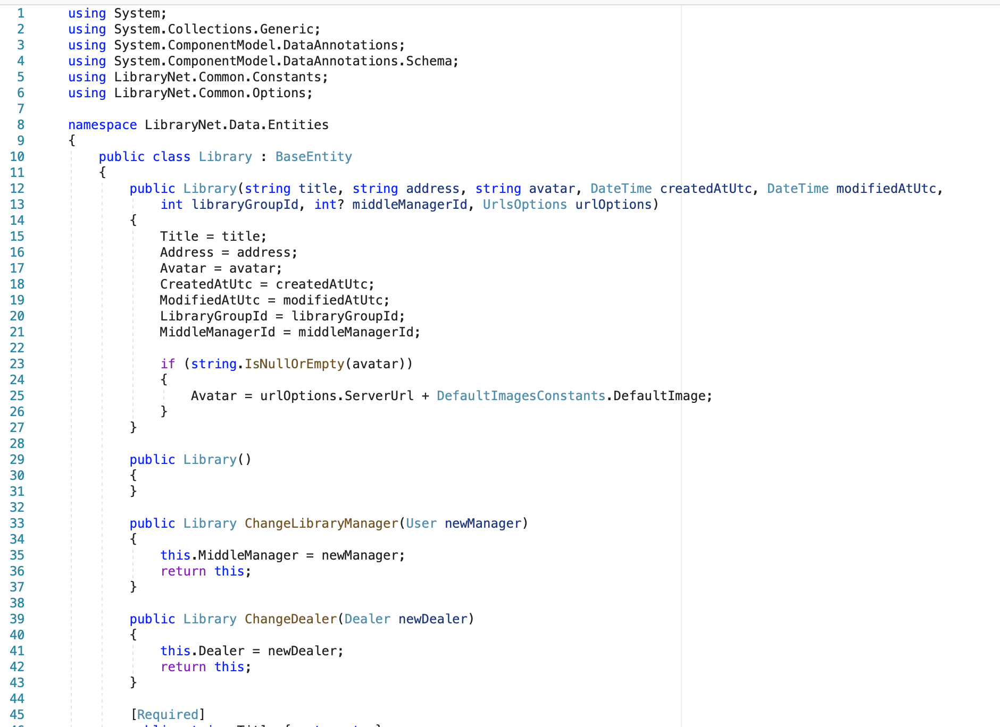 1 using System;
2 using System.Collections.Generic;
3 using System.ComponentModel.DataAnnotations;
4 using System.ComponentModel.DataAnnotations.Schema;
5 using LibraryNet.Common.Constants;
6 using LibraryNet.Common.Options;
7
8 namespace LibraryNet.Data.Entities
9 {
10 public class Library : BaseEntity
11 {
12 public Library(string title, string address, string avatar, DateTime createdAtUtc, DateTime modifiedAtUtc,
13 int libraryGroupId, int? middleManagerId, UrlsOptions urlOptions)
14 {
15 Title = title;
16 Address = address;
17 Avatar = avatar;
18 CreatedAtUtc = createdAtUtc;
19 ModifiedAtUtc = modifiedAtUtc;
20 LibraryGroupId = libraryGroupId;
21 MiddleManagerId = middleManagerId;
22
23 if (string.IsNullOrEmpty(avatar))
24 {
25 Avatar = urlOptions.ServerUrl + DefaultImagesConstants.DefaultImage;
26 }
27 }
28
29 public Library()
30 {
31 }
32
33 public Library ChangeLibraryManager(User newManager)
34 {
35 this.MiddleManager = newManager;
36 return this;
37 }
38
39 public Library ChangeDealer(Dealer newDealer)
40 {
41 this.Dealer = newDealer;
42 return this;
43 }
44
45 [Required]